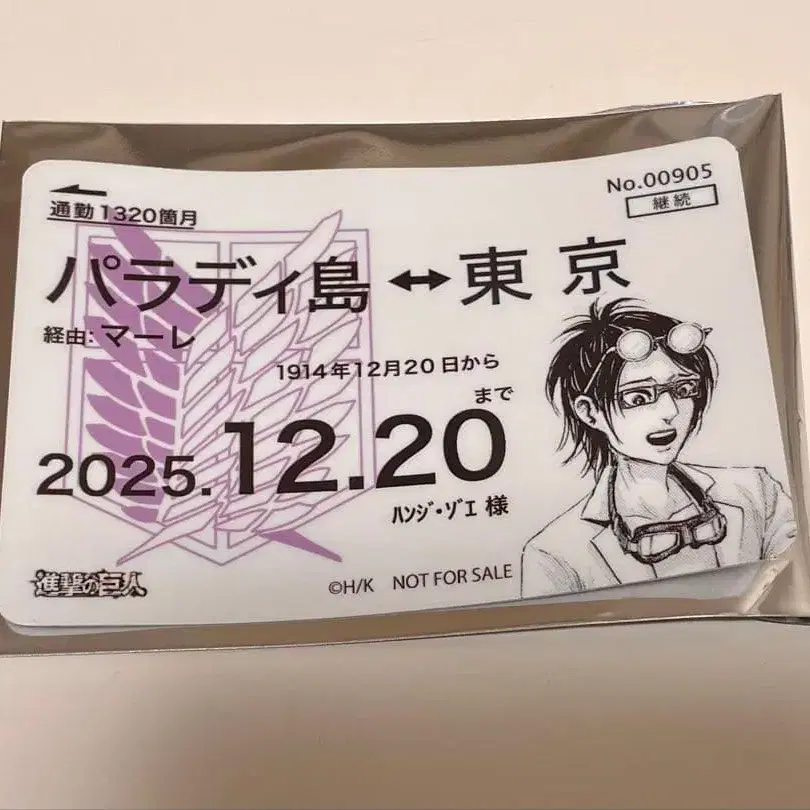 No.00905
継続
通勤1320箇月
パラディ島↔東京
経由:マーレ
1914年12月20日から
2025.12.20まで
ﾊﾝｼﾞ・ｿﾞｴ 様
進撃の巨人
©H/K NOT FOR SALE